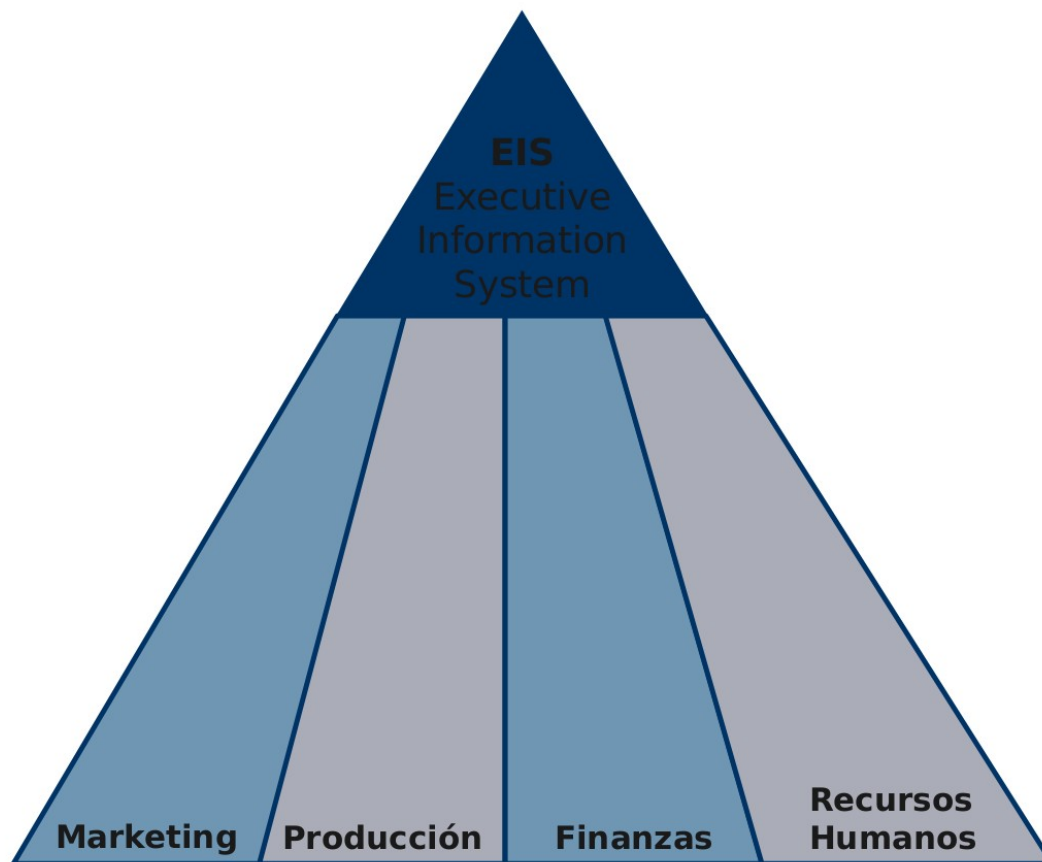 EIS
Executive
Information
System
Marketing
Producción
Finanzas
Recursos
Humanos